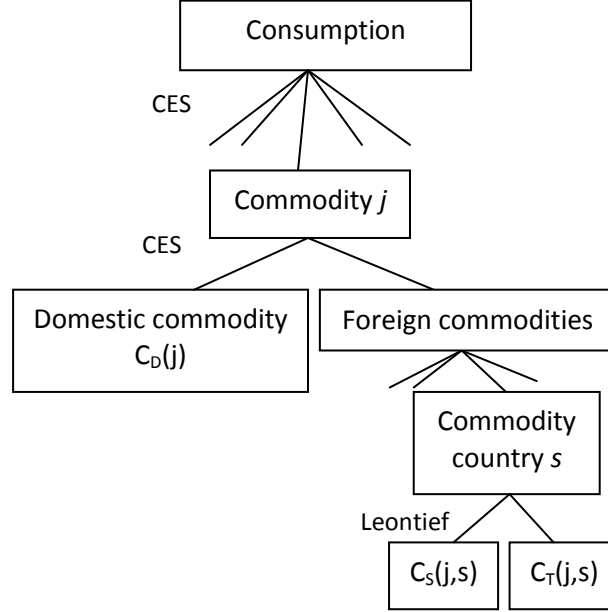 Consumption
CES
Commodity j
CES
Domestic commodity
C_D(j)
Foreign commodities
Commodity
country s
Leontief
C_S(j,s)
C_T(j,s)